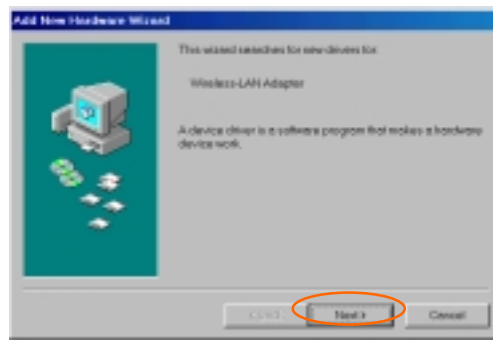 Add New Hardware Wizard
This wizard searches for new drivers for:
Wireless-LAN Adapter
A device driver is a software program that makes a hardware
device work.
< Back
Next >
Cancel